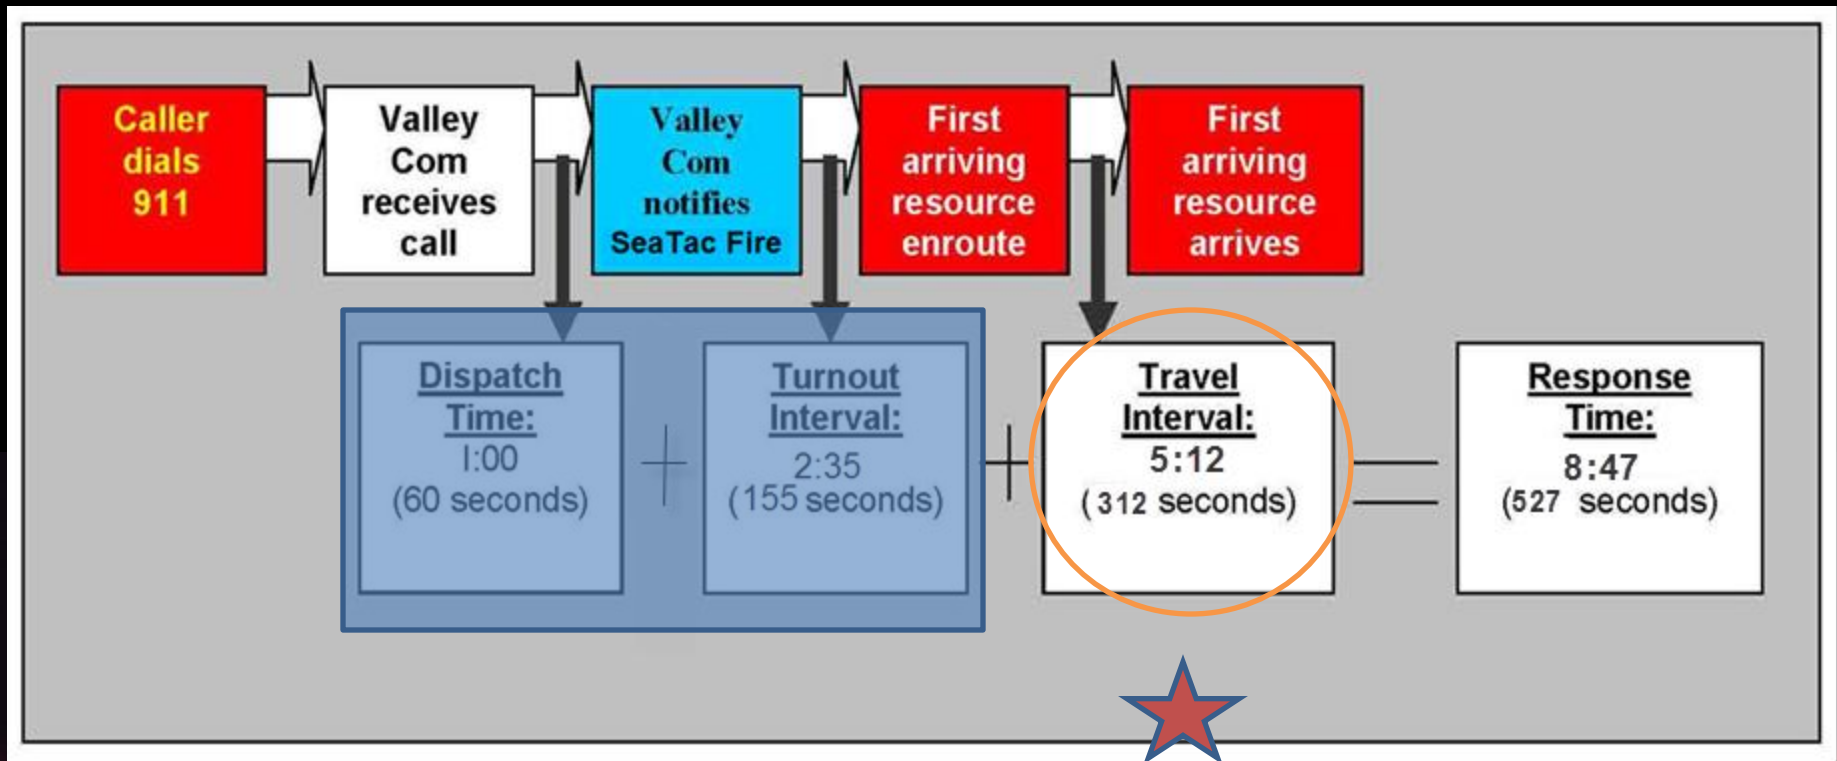 Caller
dials
911
Valley
Com
receives
call
Valley
Com
notifies
SeaTac Fire
First
arriving
resource
enroute
First
arriving
resource
arrives
Dispatch
Time:
I:00
(60 seconds)
+
Turnout
Interval:
2:35
(155 seconds)
+
Travel
Interval:
5:12
(312 seconds)
=
Response
Time:
8:47
(527 seconds)